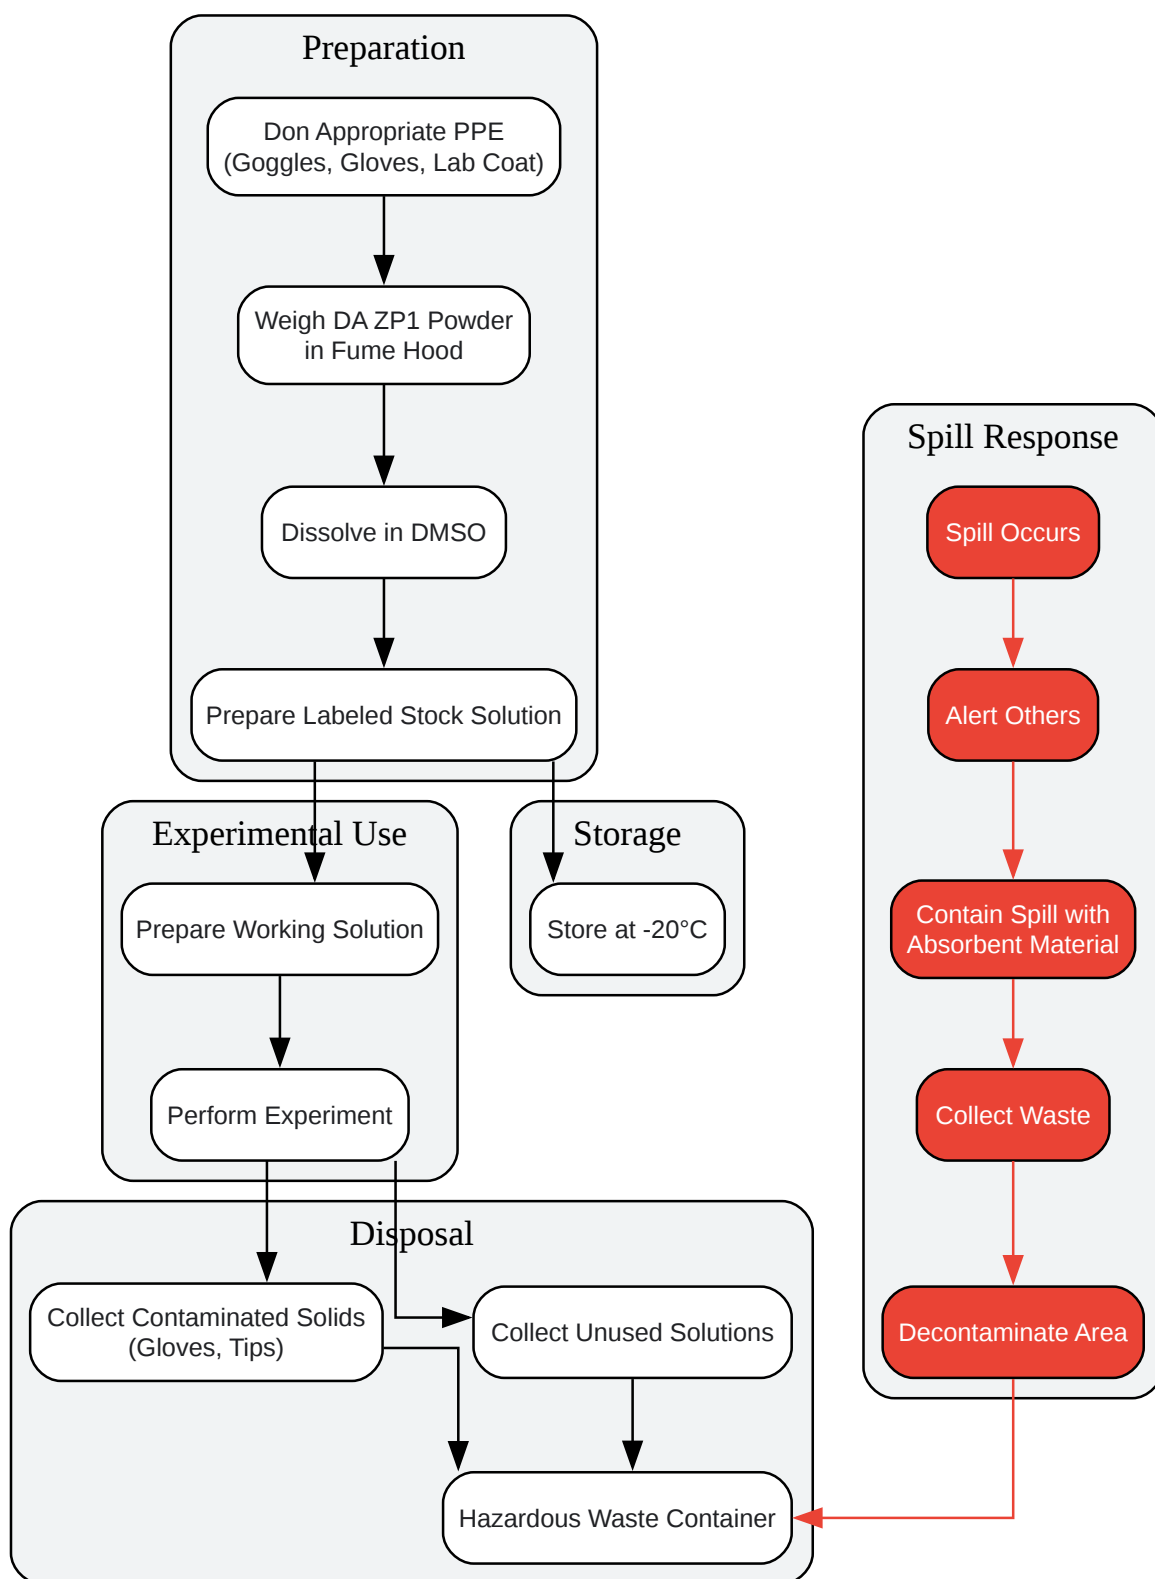 Preparation
Don Appropriate PPE
(Goggles, Gloves, Lab Coat)
Weigh DA ZP1 Powder
in Fume Hood
Dissolve in DMSO
Prepare Labeled Stock Solution
Experimental Use
Prepare Working Solution
Perform Experiment
Storage
Store at -20°C
Disposal
Collect Contaminated Solids
(Gloves, Tips)
Collect Unused Solutions
Hazardous Waste Container
Spill Response
Spill Occurs
Alert Others
Contain Spill with
Absorbent Material
Collect Waste
Decontaminate Area